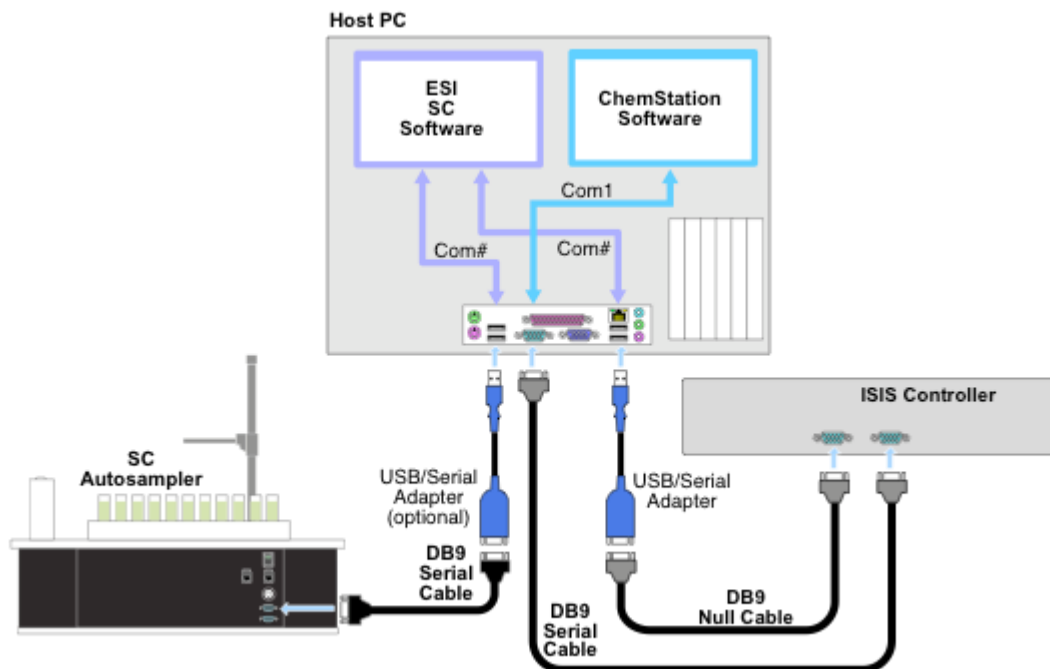 Host PC
ESI
SC
Software
ChemStation
Software
Com1
Com#
Com#
ISIS Controller
SC
Autosampler
USB/Serial
Adapter
(optional)
USB/Serial
Adapter
DB9
Serial
Cable
DB9
Serial
Cable
DB9
Null Cable